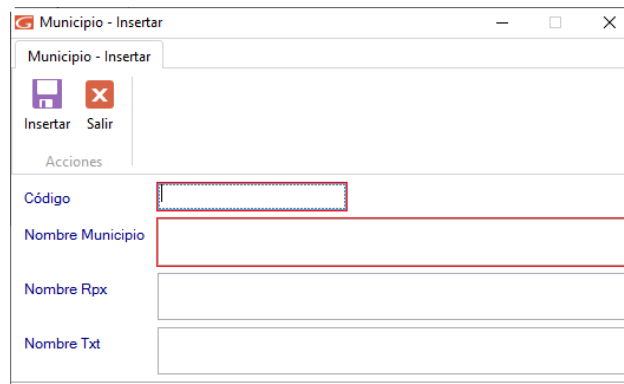 Municipio - Insertar
Municipio - Insertar
Insertar Salir
Acciones
Código
Nombre Municipio
Nombre Rpx
Nombre Txt